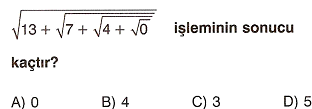 √(13 + √(7 + √(4 + √0))) işleminin sonucu
kaçtır?
A) 0 B) 4 C) 3 D) 5